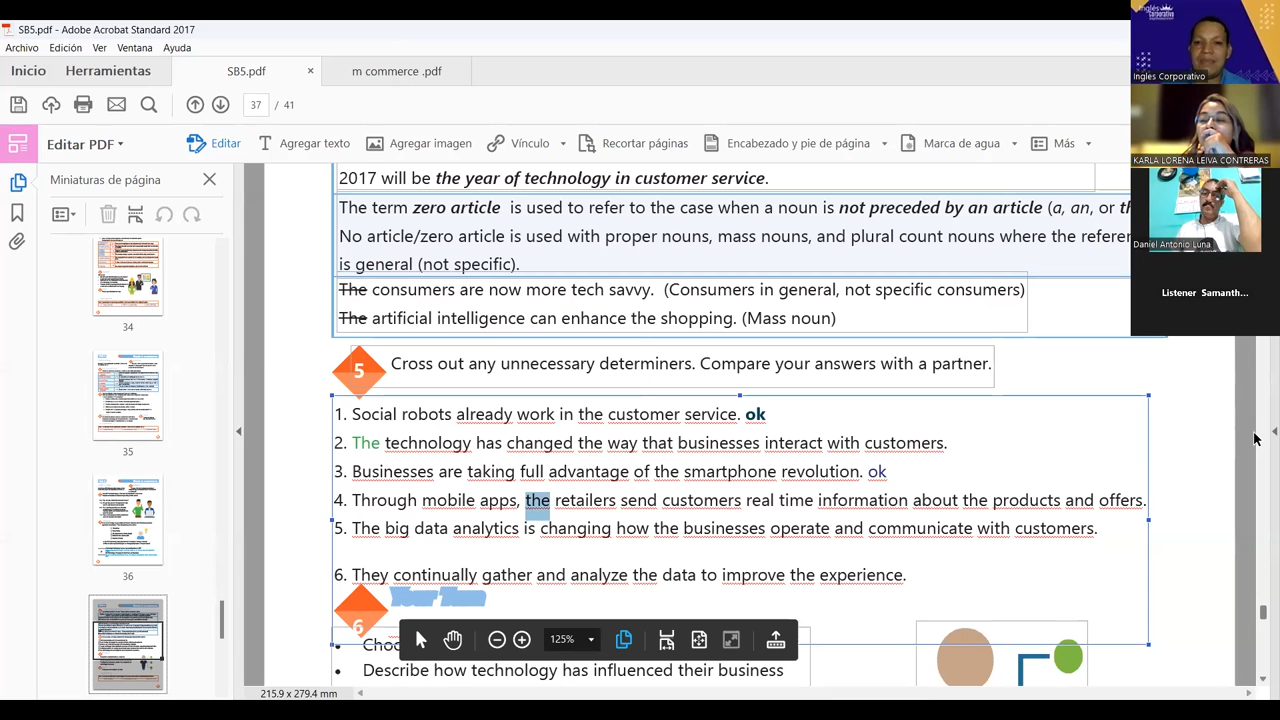 SB5.pdf - Adobe Acrobat Standard 2017
Archivo Edición Ver Ventana Ayuda
Inicio Herramientas SB5.pdf × m commerce .pdf
37 / 41
Editar PDF Editar Agregar texto Agregar imagen Vínculo Recortar páginas Encabezado y pie de página Marca de agua Más
Miniaturas de página
34
35
36
2017 will be the year of technology in customer service.
The term zero article is used to refer to the case when a noun is not preceded by an article (a, an, or
No article/zero article is used with proper nouns, mass nouns and plural count nouns where the
is general (not specific).
The consumers are now more tech savvy. (Consumers in general, not specific consumers)
The artificial intelligence can enhance the shopping. (Mass noun)
5
any unnecessary determiners. Compare your answers with a partner.
1. Social robots already work in the customer service. ok
2. The technology has changed the way that businesses interact with customers.
3. Businesses are taking full advantage of the smartphone revolution. ok
4. Through mobile apps, the sellers send customers real time information about the products and offers.
5. The big data analytics is changing how the businesses operate and communicate with customers.
6. They continually gather and analyze the data to improve the experience.
6
125%
• Describe how technology has influenced their business
215.9 x 279.4 mm
Inglés Corporativo
Ingles Corporativo
KARLA LORENA LEIVA CONTRERAS
Daniel Antonio Luna
Listener Samanth...